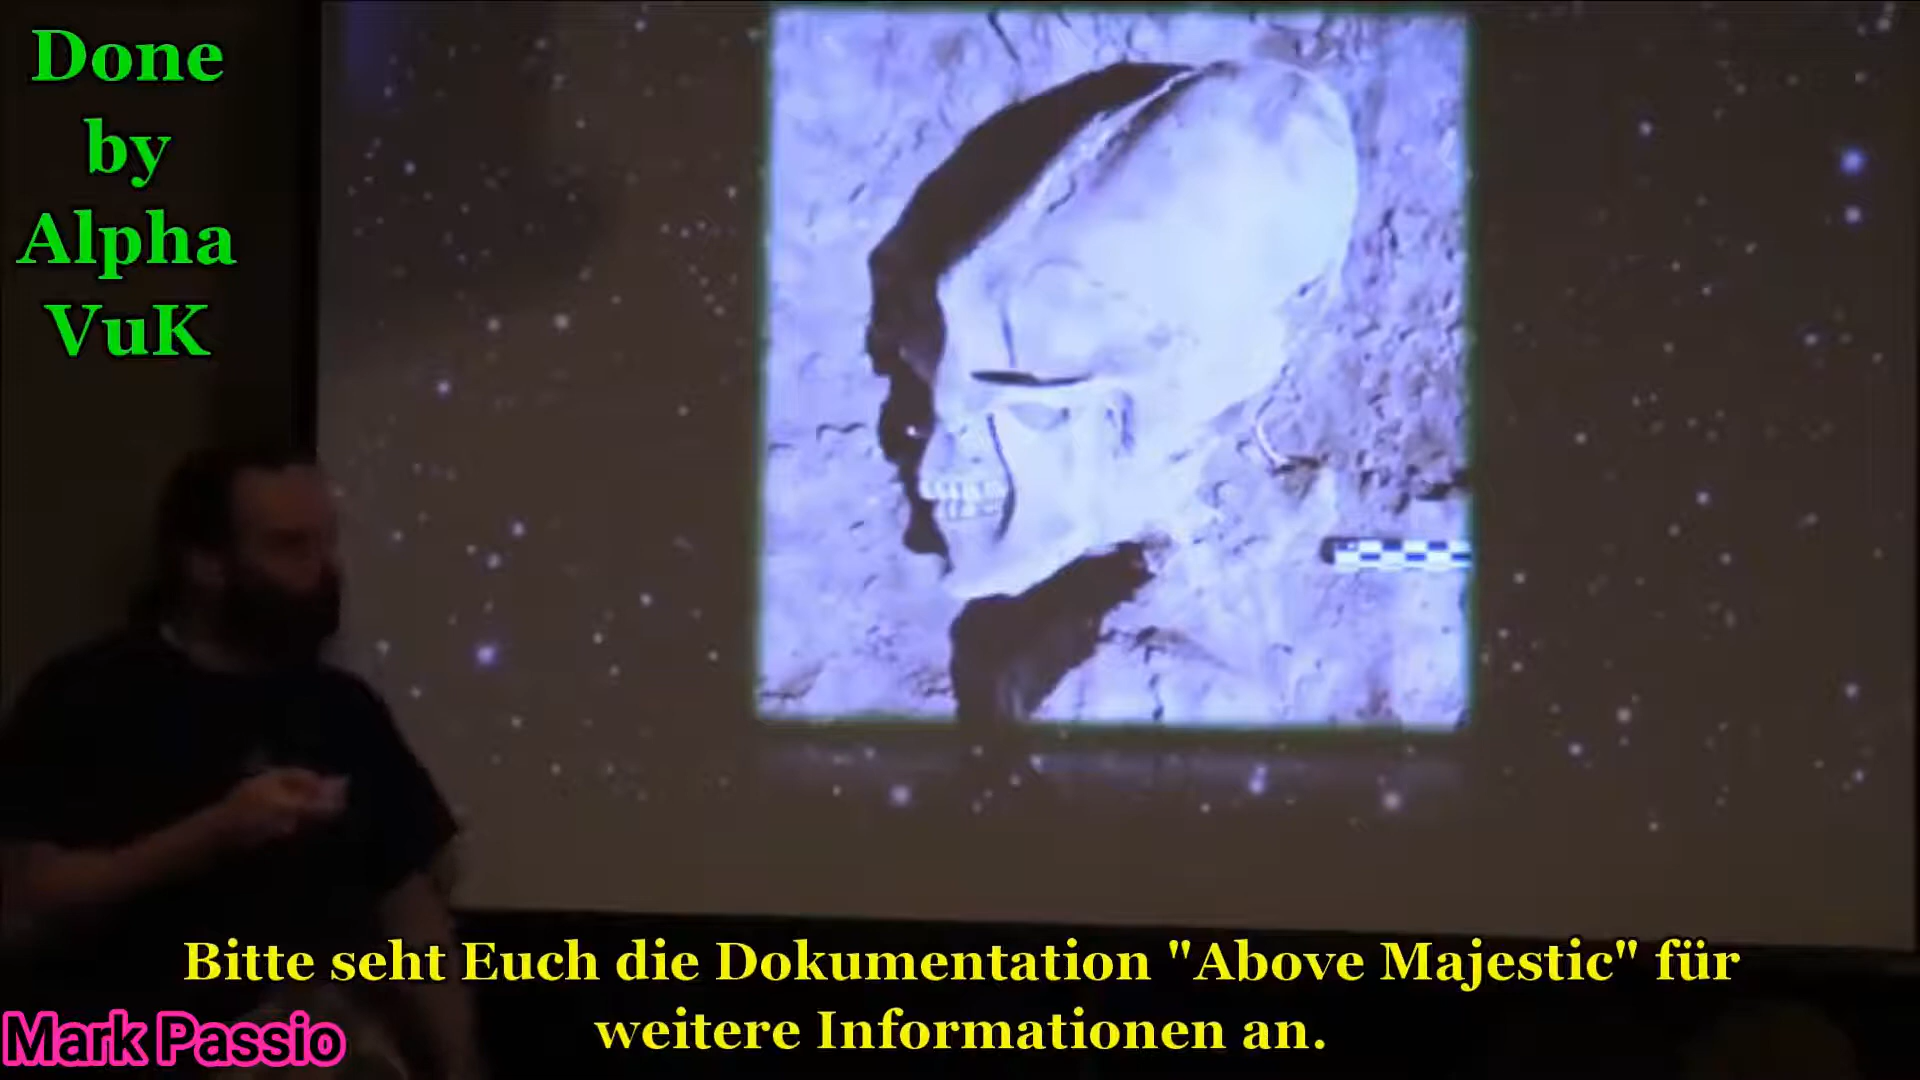 Done
by
Alpha
VuK
Bitte seht Euch die Dokumentation "Above Majestic" für
weitere Informationen an.
Mark Passio